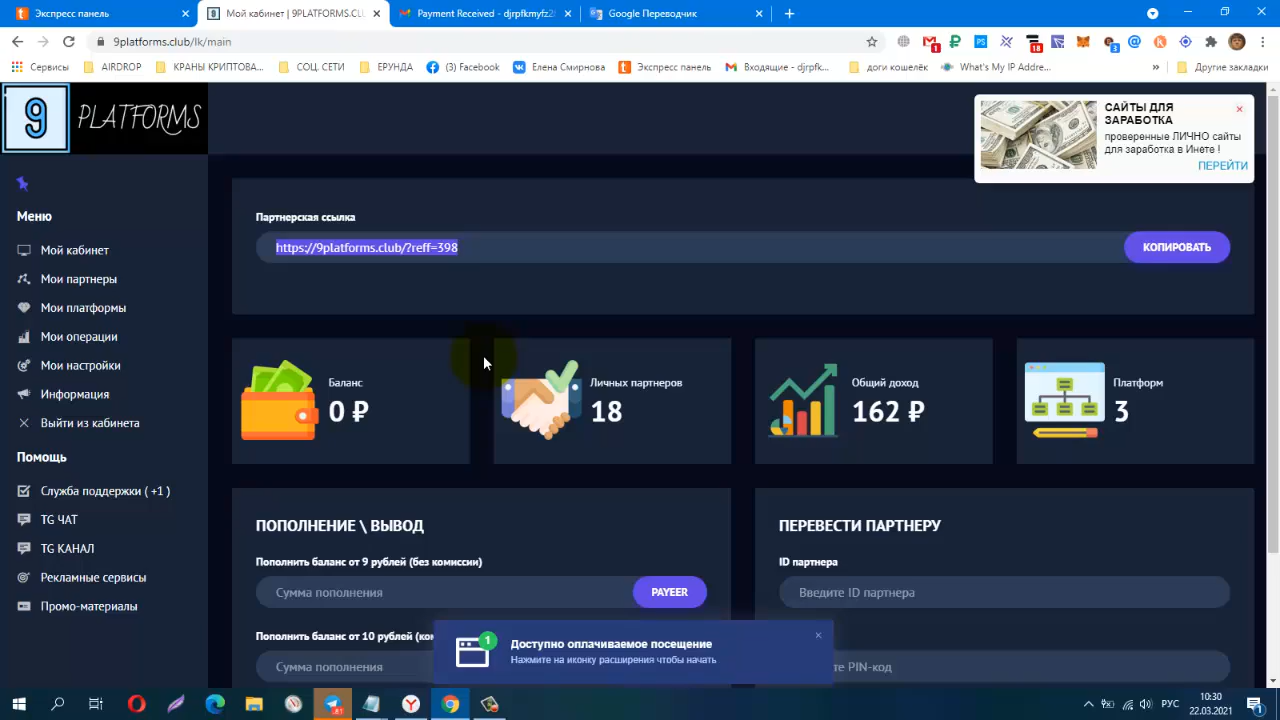 Экспресс панель
Мой кабинет | 9PLATFORMS.CLU
Payment Received - djrpfkmyfz2
Google Переводчик
9platforms.club/lk/main
Сервисы
AIRDROP
КРАНЫ КРИПТОВА...
СОЦ. СЕТИ
ЕРУНДА
(3) Facebook
Елена Смирнова
Экспресс панель
Входящие - djrpfk...
доги кошелёк
What's My IP Addre...
»
Другие закладки
9 PLATFORMS
САЙТЫ ДЛЯ
ЗАРАБОТКА
проверенные ЛИЧНО сайты
для заработка в Инете !
ПЕРЕЙТИ
Меню
Мой кабинет
Мои партнеры
Мои платформы
Мои операции
Мои настройки
Информация
Выйти из кабинета
Помощь
Служба поддержки ( +1 )
TG ЧАТ
TG КАНАЛ
Рекламные сервисы
Промо-материалы
Партнерская ссылка
https://9platforms.club/?reff=398
КОПИРОВАТЬ
Баланс
0 ₽
Личных партнеров
18
Общий доход
162 ₽
Платформ
3
ПОПОЛНЕНИЕ \ ВЫВОД
Пополнить баланс от 9 рублей (без комиссии)
Сумма пополнения
PAYEER
Пополнить баланс от 10 рублей (ко
Сумма пополнения
ПЕРЕВЕСТИ ПАРТНЕРУ
ID партнера
Введите ID партнера
те PIN-код
1
Доступно оплачиваемое посещение
Нажмите на иконку расширения чтобы начать
РУС
10:30
22.03.2021